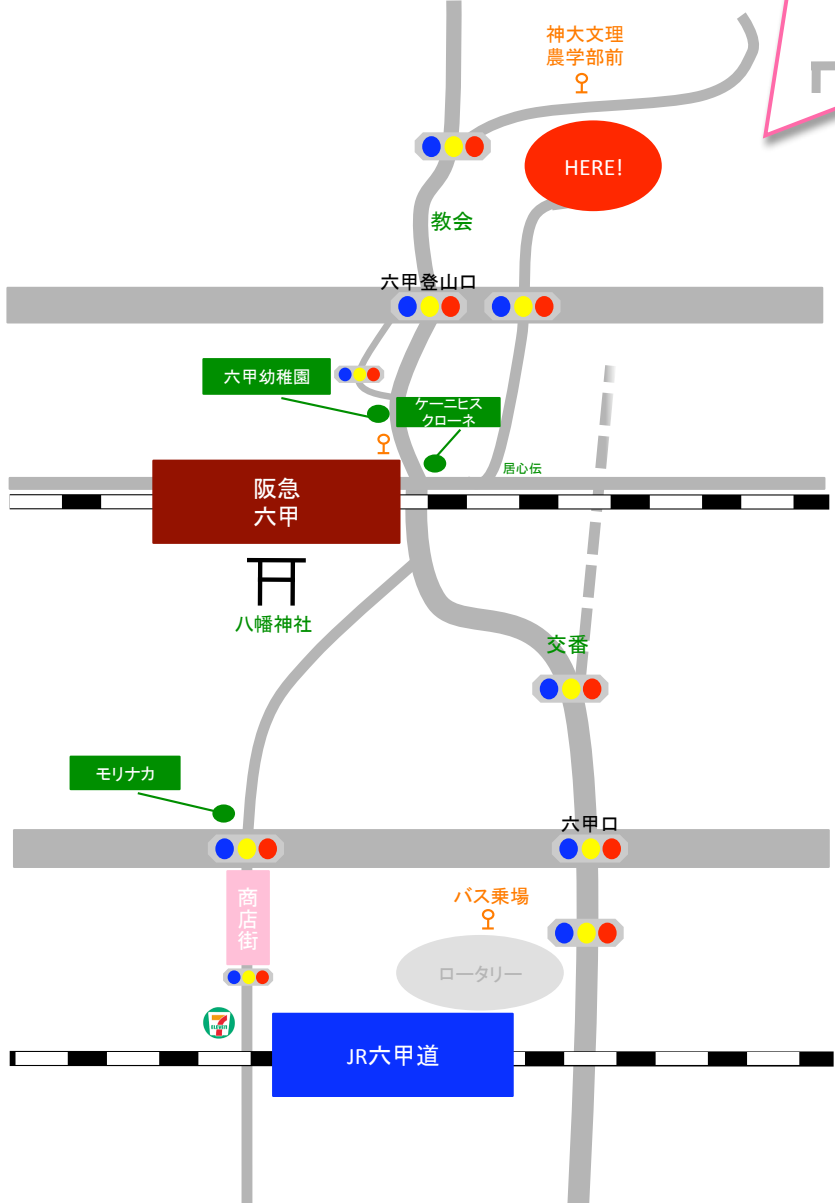 神大文理
農学部前
HERE!
教会
六甲登山口
六甲幼稚園
ケーニヒス
クローネ
居心伝
阪急
六甲
八幡神社
交番
モリナカ
六甲口
商店街
バス乗場
ロータリー
JR六甲道